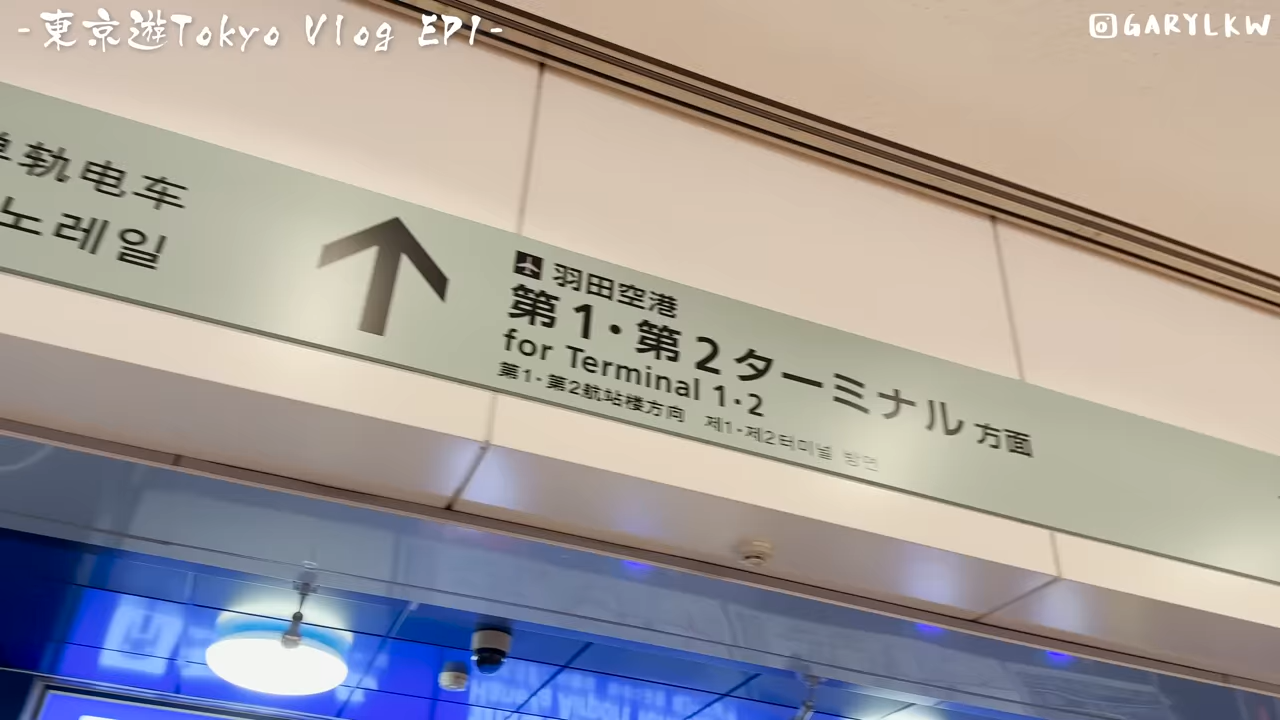 -東京遊Tokyo Vlog EP1-
@GARYLKW
单轨电车
노레일
羽田空港
第1・第2ターミナル方面
for Terminal 1・2
第1・第2航站楼方向 제1・제2터미널 방면